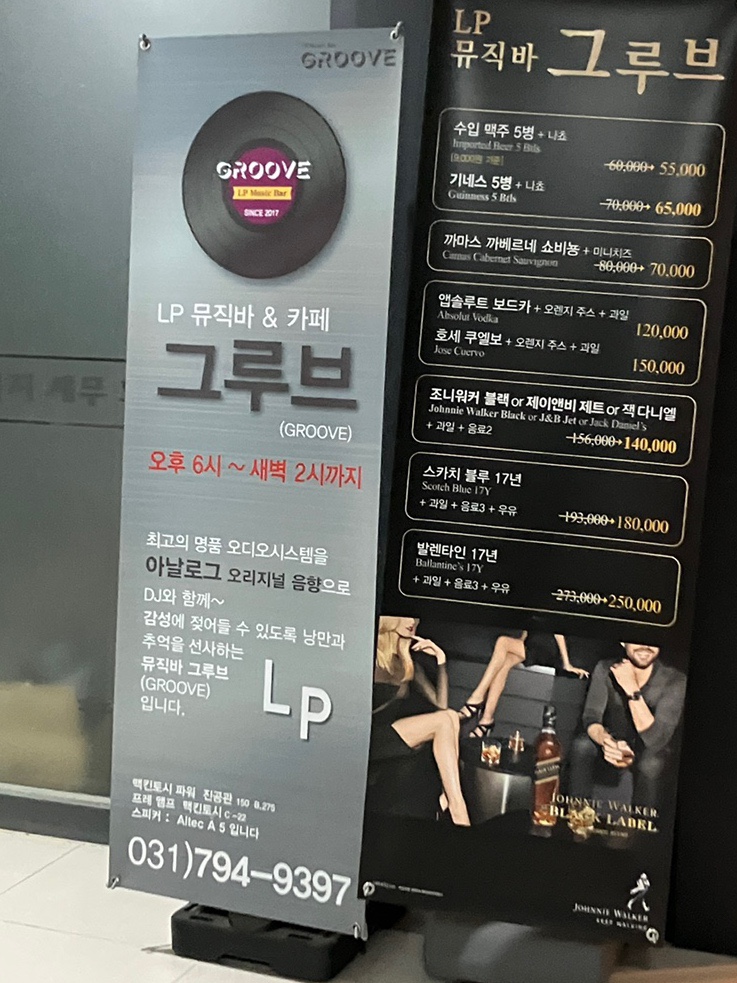 GROOVE
GROOVE
LP Music Bar
SINCE 2017
LP 뮤직바 & 카페
그루브
(GROOVE)
오후 6시 ~ 새벽 2시까지
최고의 명품 오디오시스템을
아날로그 오리지널 음향으로
DJ와 함께~
감성에 젖어들 수 있도록 낭만과
추억을 선사하는
뮤직바 그루브
(GROOVE)
입니다.
LP
맥킨토시 파워 진공관 150 B.275
프레 앰프 맥킨토시 C-22
스피커 : Altec A 5 입니다
031)794-9397
LP
뮤직바 그루브
수입 맥주 5병 + 나쵸
Imported Beer 5 Btls
60,000→ 55,000
기네스 5병 + 나쵸
Guinness 5 Btls
70,000→ 65,000
까마스 까베르네 쇼비뇽 + 미니치즈
Camas Cabernet Sauvignon
80,000→ 70,000
앱솔루트 보드카 + 오렌지 주스 + 과일
Absolut Vodka
120,000
호세 쿠엘보 + 오렌지 주스 + 과일
Jose Cuervo
150,000
조니워커 블랙 or 제이앤비 제트 or 잭 다니엘
Johnnie Walker Black or J&B Jet or Jack Daniel's
+ 과일 + 음료2
156,000→140,000
스카치 블루 17년
Scotch Blue 17Y
+ 과일 + 음료3 + 우유
193,000→180,000
발렌타인 17년
Ballantine's 17Y
+ 과일 + 음료3 + 우유
273,000→250,000
JOHNNIE WALKER
BLACK LABEL
JOHNNIE WALKER
KEEP WALKING